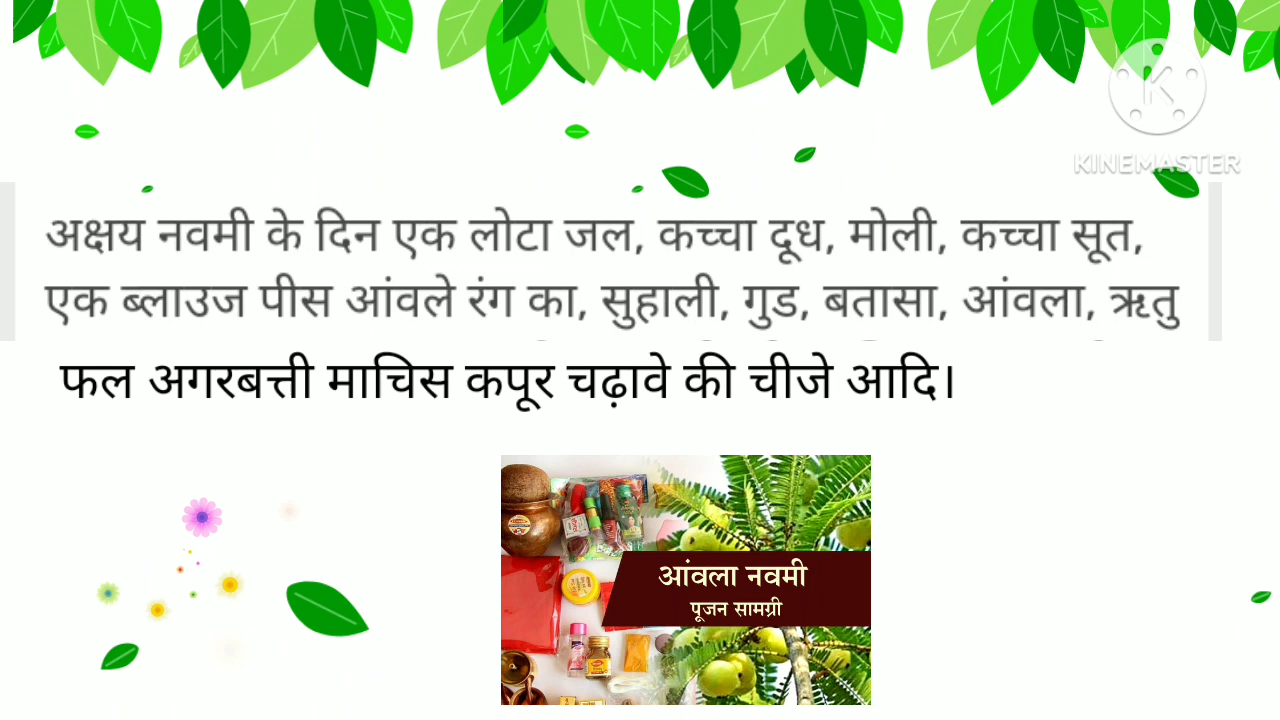 KINEMASTER
अक्षय नवमी के दिन एक लोटा जल, कच्चा दूध, मोली, कच्चा सूत,
एक ब्लाउज पीस आंवले रंग का, सुहाली, गुड, बतासा, आंवला, ऋतु
फल अगरबत्ती माचिस कपूर चढ़ावे की चीजे आदि।
आंवला नवमी
पूजन सामग्री